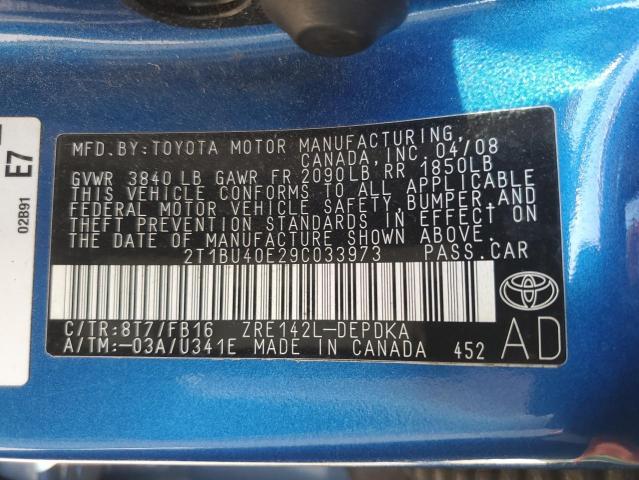 MFD. BY: TOYOTA MOTOR MANUFACTURING,
CANADA, INC. 04/08
GVWR 3840 LB GAWR FR 2090LB RR 1850LB
THIS VEHICLE CONFORMS TO ALL APPLICABLE
FEDERAL MOTOR VEHICLE SAFETY, BUMPER, AND
THEFT PREVENTION STANDARDS IN EFFECT ON
THE DATE OF MANUFACTURE SHOWN ABOVE.
2T1BU40E29C033973 PASS. CAR
C/TR:8T7/FB16 ZRE142L-DEPDKA
A/TM:-03A/U341E MADE IN CANADA 452
AD
E7
02B91